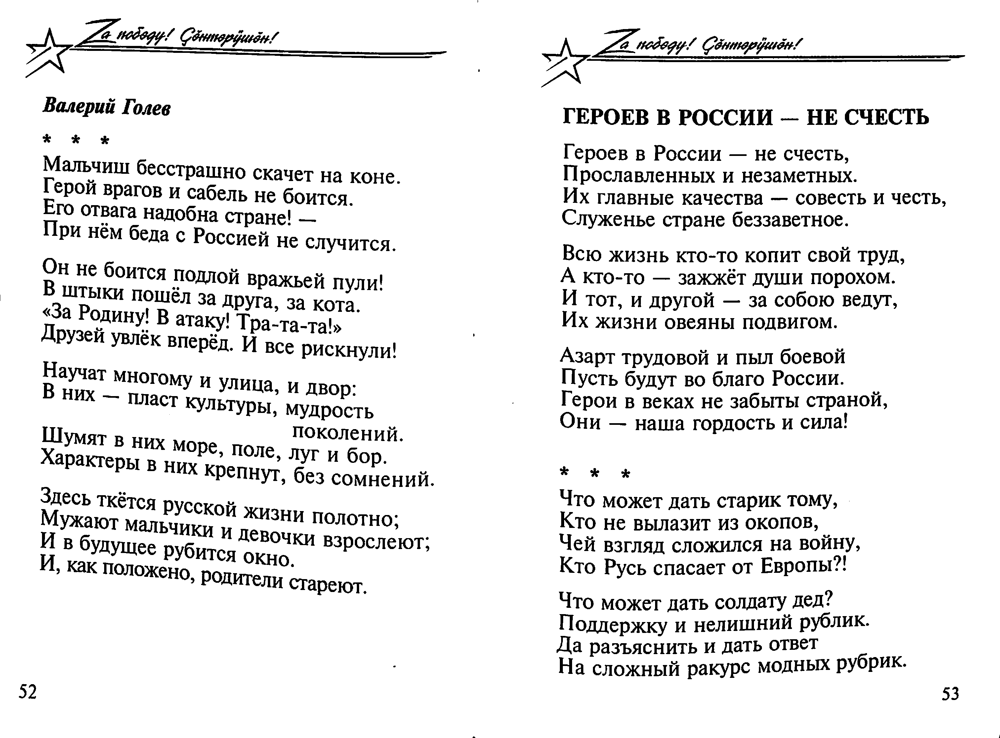 Zа победу! Ҫӗнтерӳшӗн!
Валерий Голев
* * *
Мальчиш бесстрашно скачет на коне.
Герой врагов и сабель не боится.
Его отвага надобна стране! —
При нём беда с Россией не случится.
Он не боится подлой вражьей пули!
В штыки пошёл за друга, за кота.
«За Родину! В атаку! Тра-та-та!»
Друзей увлёк вперёд. И все рискнули!
Научат многому и улица, и двор:
В них — пласт культуры, мудрость
поколений.
Шумят в них море, поле, луг и бор.
Характеры в них крепнут, без сомнений.
Здесь ткётся русской жизни полотно;
Мужают мальчики и девочки взрослеют;
И в будущее рубится окно.
И, как положено, родители стареют.
52
Zа победу! Ҫӗнтерӳшӗн!
ГЕРОЕВ В РОССИИ — НЕ СЧЕСТЬ
Героев в России — не счесть,
Прославленных и незаметных.
Их главные качества — совесть и честь,
Служенье стране беззаветное.
Всю жизнь кто-то копит свой труд,
А кто-то — зажжёт души порохом.
И тот, и другой — за собою ведут,
Их жизни овеяны подвигом.
Азарт трудовой и пыл боевой
Пусть будут во благо России.
Герои в веках не забыты страной,
Они — наша гордость и сила!
* * *
Что может дать старик тому,
Кто не вылазит из окопов,
Чей взгляд сложился на войну,
Кто Русь спасает от Европы?!
Что может дать солдату дед?
Поддержку и нелишний рублик.
Да разъяснить и дать ответ
На сложный ракурс модных рубрик.
53